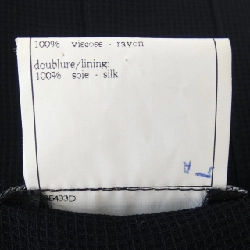 100% viscose - rayon
doublure/lining:
100% soie - silk